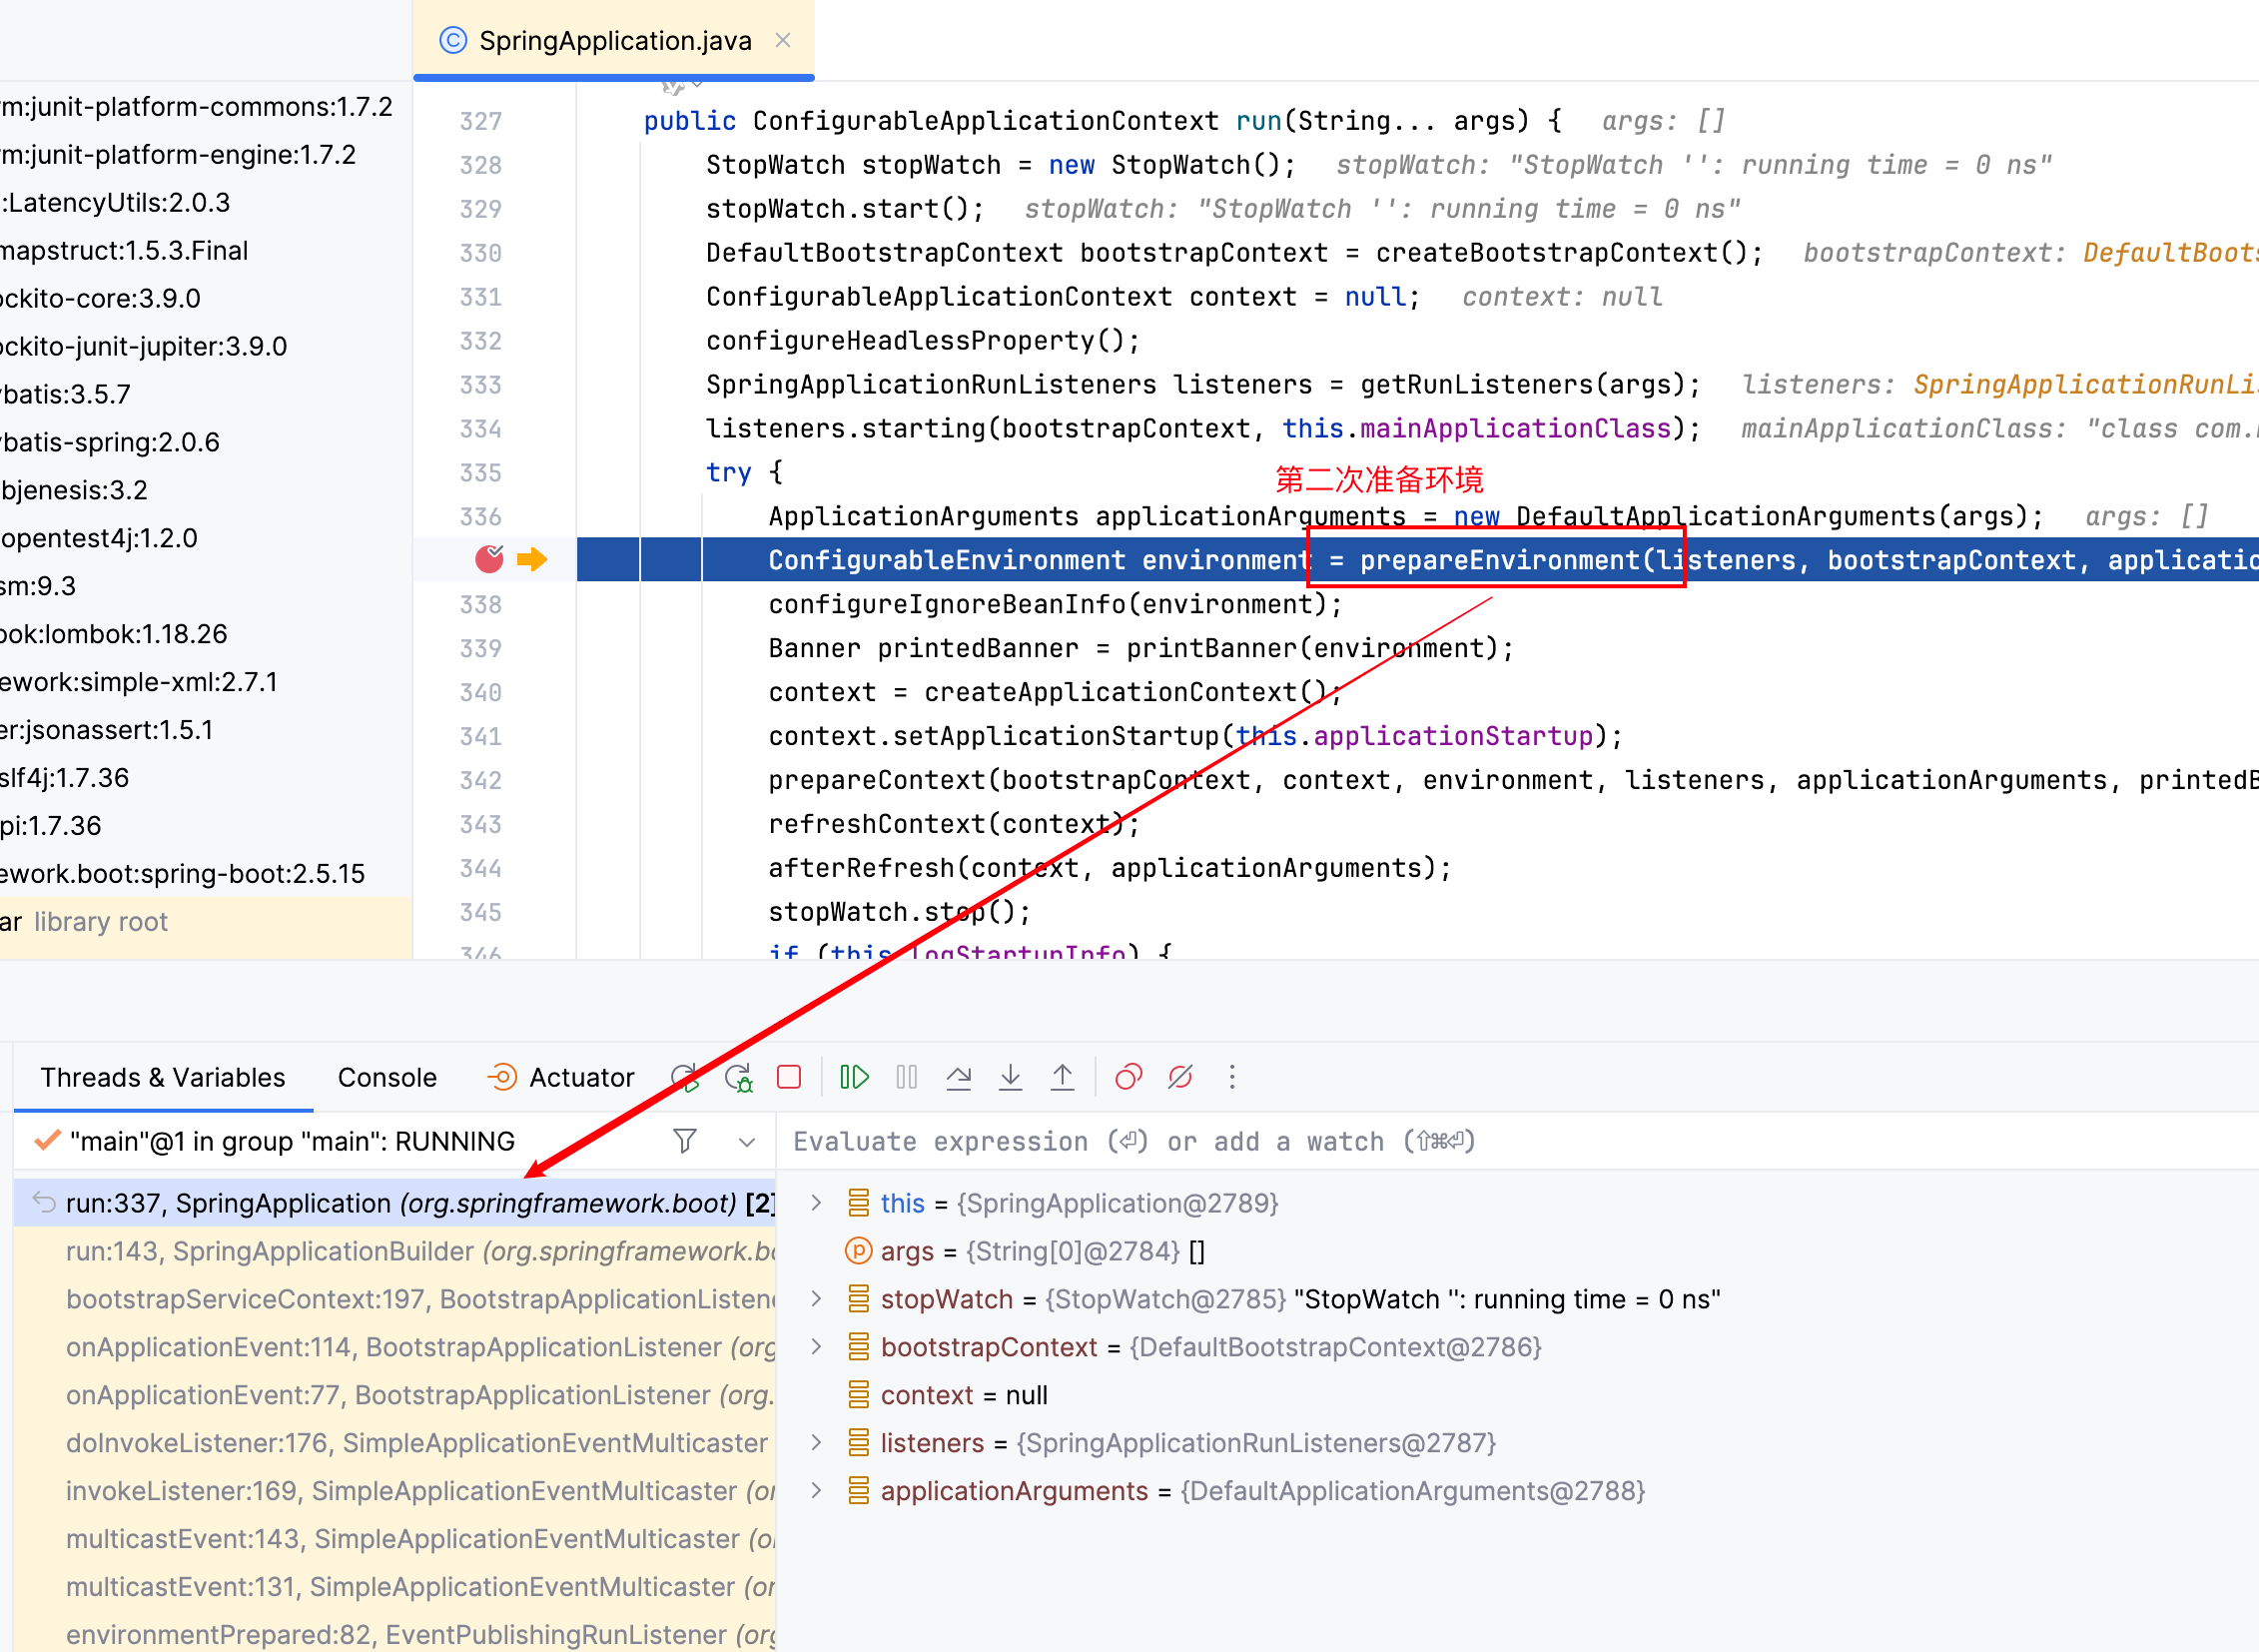 SpringApplication.java
m:junit-platform-commons:1.7.2
m:junit-platform-engine:1.7.2
:LatencyUtils:2.0.3
mapstruct:1.5.3.Final
ockito-core:3.9.0
ockito-junit-jupiter:3.9.0
batis:3.5.7
batis-spring:2.0.6
bjenesis:3.2
opentest4j:1.2.0
sm:9.3
ok:lombok:1.18.26
ework:simple-xml:2.7.1
er:jsonassert:1.5.1
slf4j:1.7.36
pi:1.7.36
ework.boot:spring-boot:2.5.15
ar library root
327 public ConfigurableApplicationContext run(String... args) { args: []
328 StopWatch stopWatch = new StopWatch(); stopWatch: "StopWatch '': running time = 0 ns"
329 stopWatch.start(); stopWatch: "StopWatch '': running time = 0 ns"
330 DefaultBootstrapContext bootstrapContext = createBootstrapContext(); bootstrapContext: DefaultBoots
331 ConfigurableApplicationContext context = null; context: null
332 configureHeadlessProperty();
333 SpringApplicationRunListeners listeners = getRunListeners(args); listeners: SpringApplicationRunLis
334 listeners.starting(bootstrapContext, this.mainApplicationClass); mainApplicationClass: "class com.
335 try {
第二次准备环境
336 ApplicationArguments applicationArguments = new DefaultApplicationArguments(args); args: []
ConfigurableEnvironment environment = prepareEnvironment(listeners, bootstrapContext, applicatio
338 configureIgnoreBeanInfo(environment);
339 Banner printedBanner = printBanner(environment);
340 context = createApplicationContext();
341 context.setApplicationStartup(this.applicationStartup);
342 prepareContext(bootstrapContext, context, environment, listeners, applicationArguments, printedB
343 refreshContext(context);
344 afterRefresh(context, applicationArguments);
345 stopWatch.stop();
346 if (this.logStartupInfo) {
Threads & Variables Console Actuator
"main"@1 in group "main": RUNNING
Evaluate expression (⏎) or add a watch (⇧⌘⏎)
run:337, SpringApplication (org.springframework.boot) [2]
run:143, SpringApplicationBuilder (org.springframework.bo
bootstrapServiceContext:197, BootstrapApplicationListene
onApplicationEvent:114, BootstrapApplicationListener (org
onApplicationEvent:77, BootstrapApplicationListener (org.
doInvokeListener:176, SimpleApplicationEventMulticaster
invokeListener:169, SimpleApplicationEventMulticaster (or
multicastEvent:143, SimpleApplicationEventMulticaster (o
multicastEvent:131, SimpleApplicationEventMulticaster (or
environmentPrepared:82, EventPublishingRunListener (org
this = {SpringApplication@2789}
args = {String[0]@2784} []
stopWatch = {StopWatch@2785} "StopWatch '': running time = 0 ns"
bootstrapContext = {DefaultBootstrapContext@2786}
context = null
listeners = {SpringApplicationRunListeners@2787}
applicationArguments = {DefaultApplicationArguments@2788}